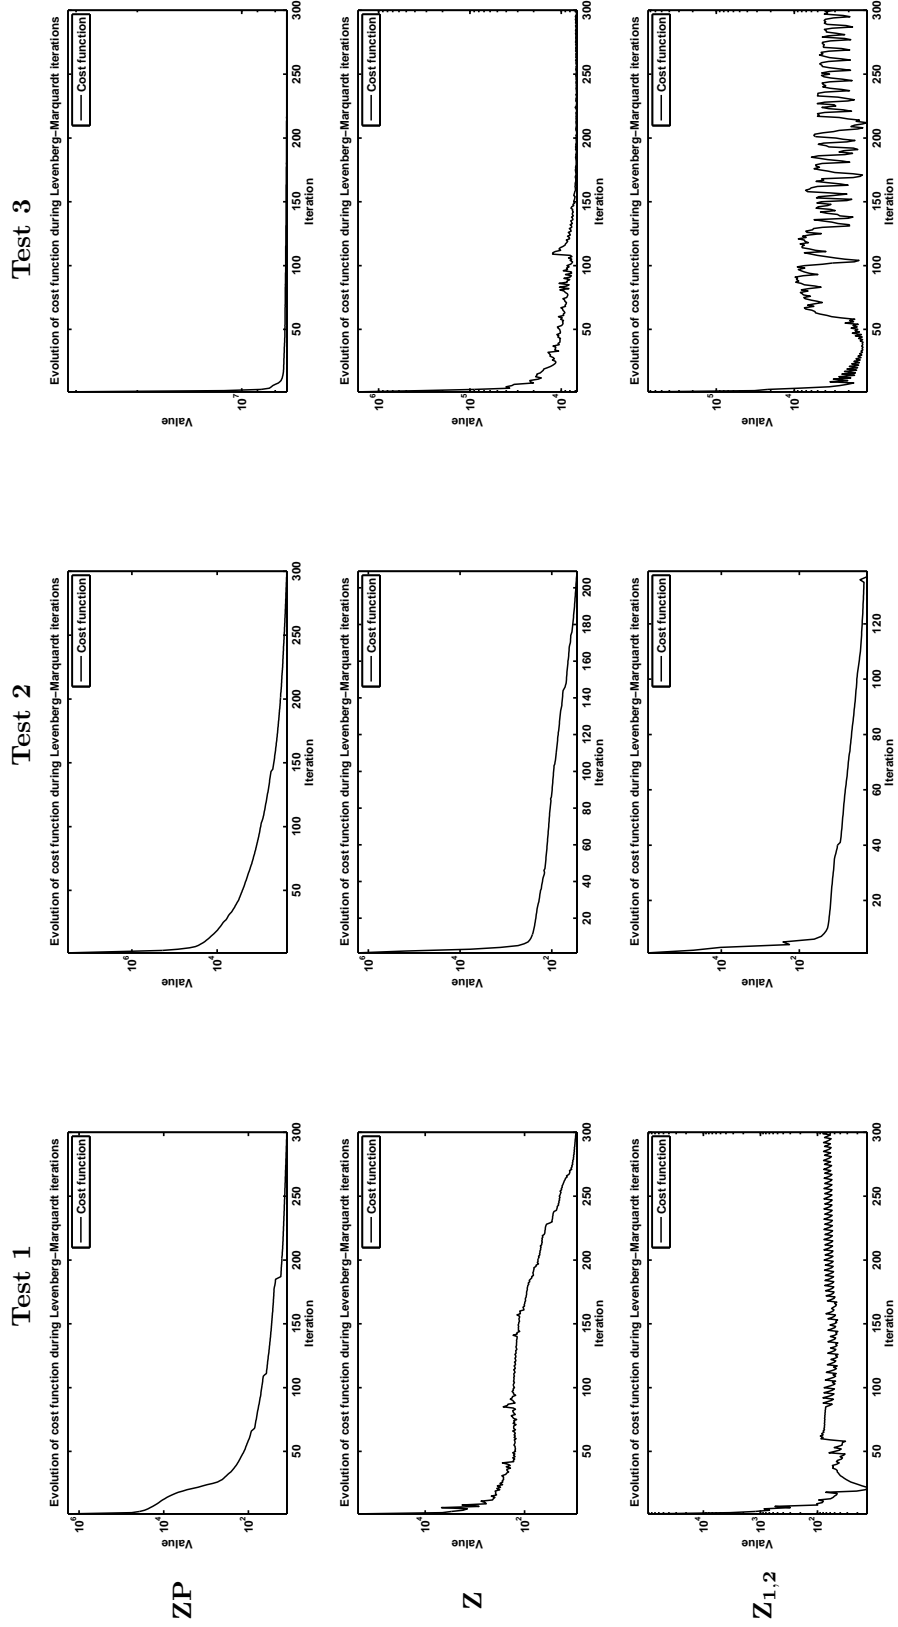 Test 1
Test 2
Test 3
ZP
Evolution of cost function during Levenberg−Marquardt iterations
Cost function
Value
10^6
10^4
10^2
50 100 150 200 250 300
Iteration
Evolution of cost function during Levenberg−Marquardt iterations
Cost function
Value
10^6
10^4
50 100 150 200 250 300
Iteration
Evolution of cost function during Levenberg−Marquardt iterations
Cost function
Value
10^7
50 100 150 200 250 300
Iteration
Z
Evolution of cost function during Levenberg−Marquardt iterations
Cost function
Value
10^4
10^2
50 100 150 200 250 300
Iteration
Evolution of cost function during Levenberg−Marquardt iterations
Cost function
Value
10^6
10^4
10^2
20 40 60 80 100 120 140 160 180 200
Iteration
Evolution of cost function during Levenberg−Marquardt iterations
Cost function
Value
10^6
10^5
10^4
50 100 150 200 250 300
Iteration
Z1,2
Evolution of cost function during Levenberg−Marquardt iterations
Cost function
Value
10^4
10^3
10^2
50 100 150 200 250 300
Iteration
Evolution of cost function during Levenberg−Marquardt iterations
Cost function
Value
10^4
10^2
20 40 60 80 100 120
Iteration
Evolution of cost function during Levenberg−Marquardt iterations
Cost function
Value
10^5
10^4
50 100 150 200 250 300
Iteration